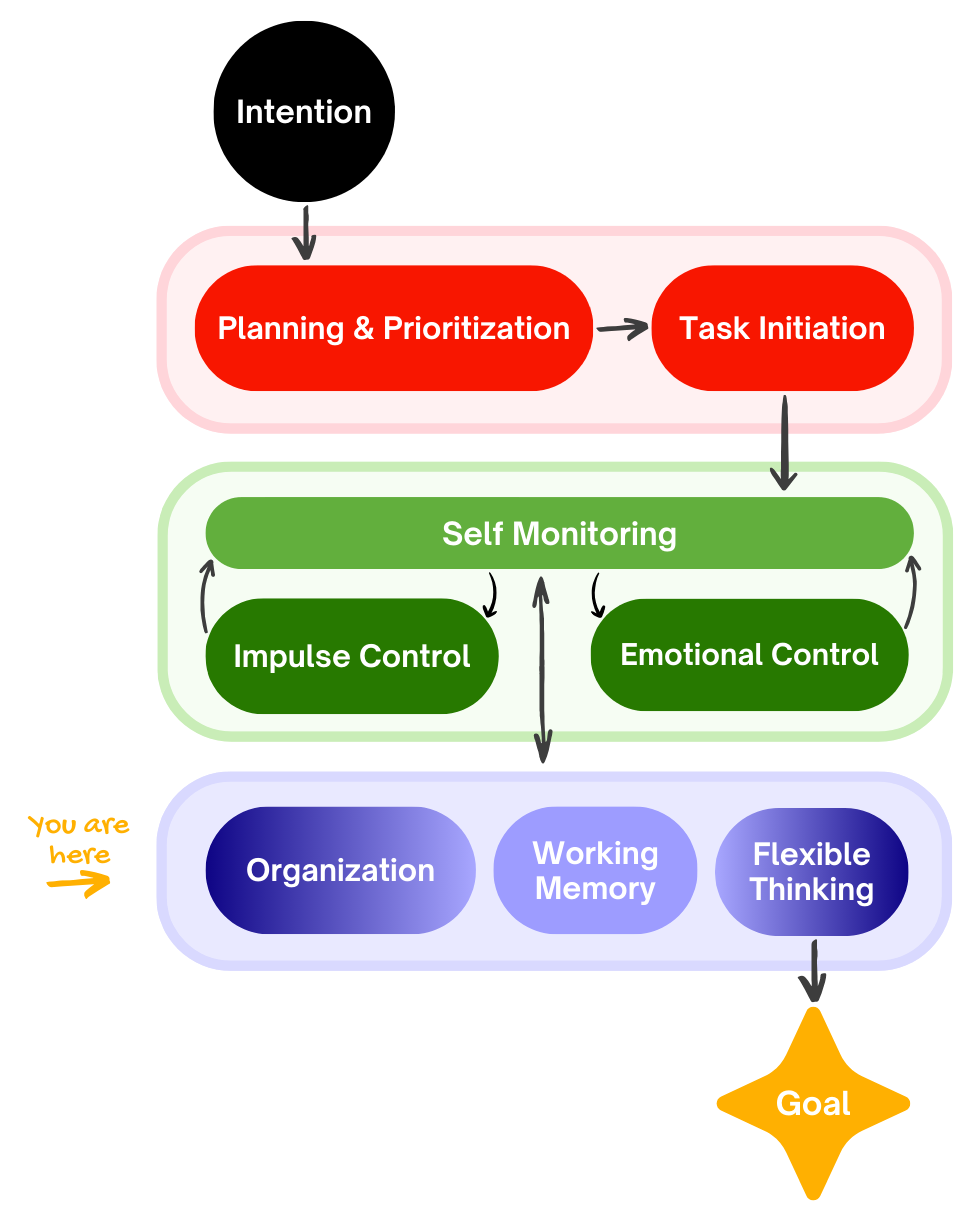 Intention
Planning & Prioritization
Task Initiation
Self Monitoring
Impulse Control
Emotional Control
You are
here
Organization
Working
Memory
Flexible
Thinking
Goal